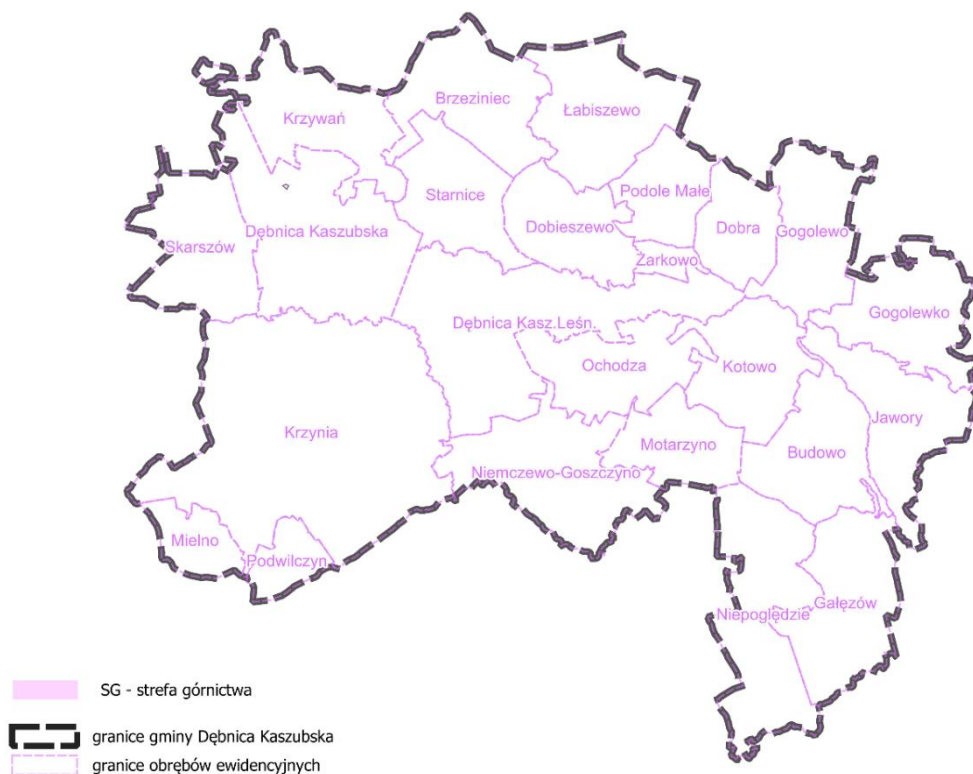 Brzeziniec
Łabiszewo
Krzywań
Starnice
Podole Małe
Skarszów
Dębnica Kaszubska
Dobieszewo
Dobra
Gogolewo
Żarkowo
Gogolewko
Dębnica Kasz.Leśn.
Ochodza
Kotowo
Jawory
Krzynia
Motarzyno
Budowo
Niemczewo-Goszczyno
Mielno
Podwilczyn
Gałęzów
Niepoględzie
SG - strefa górnictwa
granice gminy Dębnica Kaszubska
granice obrębów ewidencyjnych